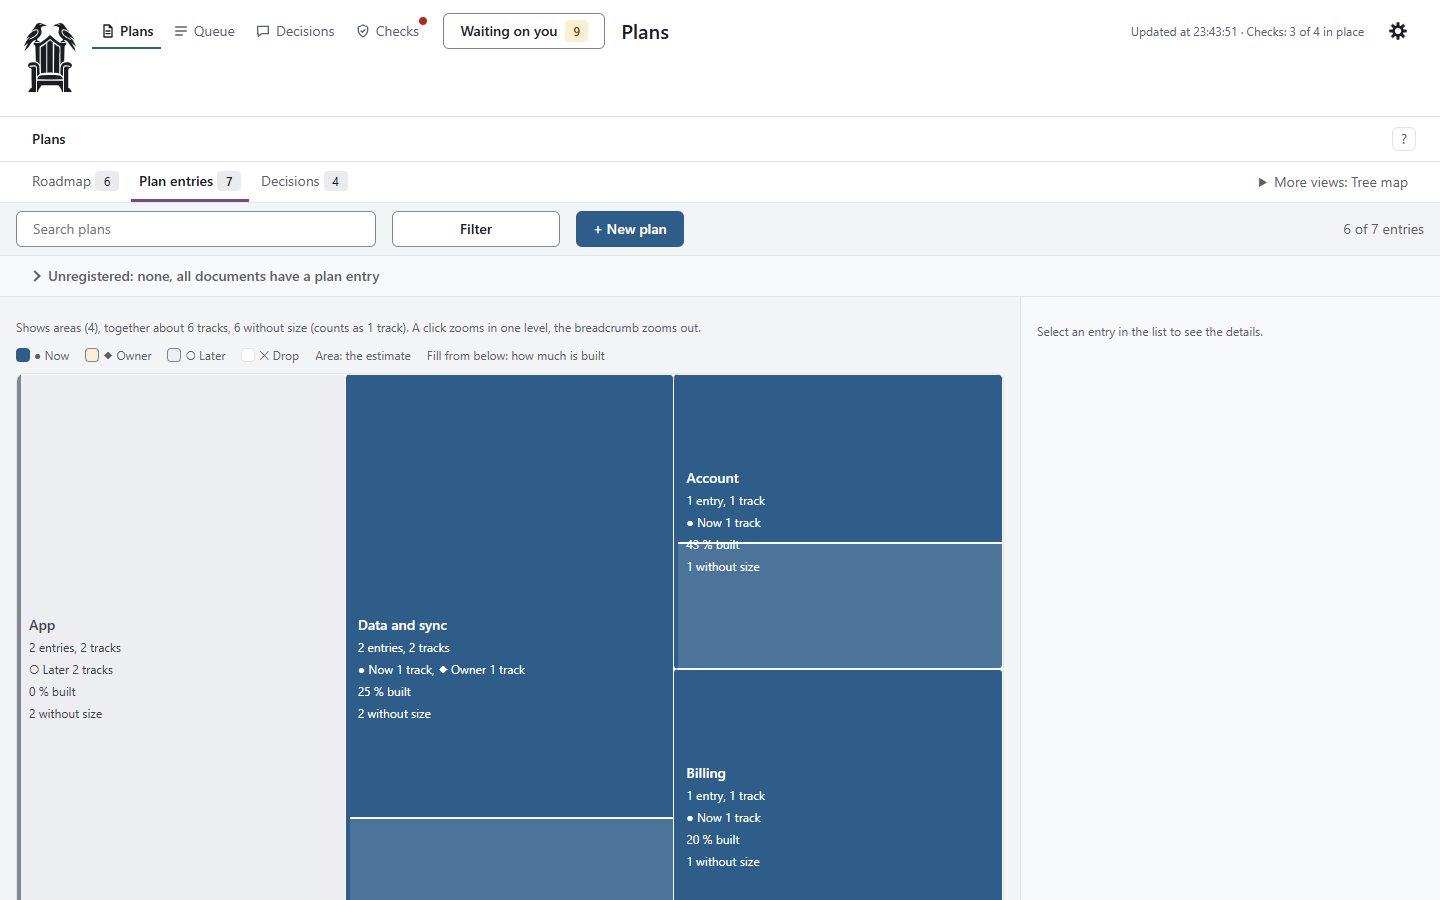 Plans
Queue
Decisions
Checks
Waiting on you 9
Plans
Updated at 23:43:51 · Checks: 3 of 4 in place
Plans
?
Roadmap 6
Plan entries 7
Decisions 4
▶ More views: Tree map
Search plans
Filter
+ New plan
6 of 7 entries
Unregistered: none, all documents have a plan entry
Shows areas (4), together about 6 tracks, 6 without size (counts as 1 track). A click zooms in one level, the breadcrumb zooms out.
● Now ◆ Owner ○ Later ✕ Drop Area: the estimate Fill from below: how much is built
Select an entry in the list to see the details.
App
2 entries, 2 tracks
○ Later 2 tracks
0 % built
2 without size
Data and sync
2 entries, 2 tracks
● Now 1 track, ◆ Owner 1 track
25 % built
2 without size
Account
1 entry, 1 track
● Now 1 track
43 % built
1 without size
Billing
1 entry, 1 track
● Now 1 track
20 % built
1 without size